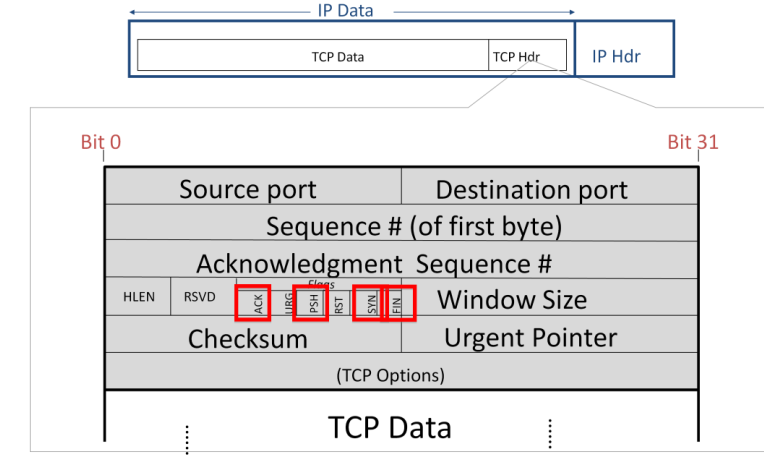 IP Data
TCP Data TCP Hdr IP Hdr
Bit 0 Bit 31
Source port Destination port
Sequence # (of first byte)
Acknowledgment Sequence #
Flags
HLEN RSVD ACK URG PSH RST SYN FIN Window Size
Checksum Urgent Pointer
(TCP Options)
TCP Data